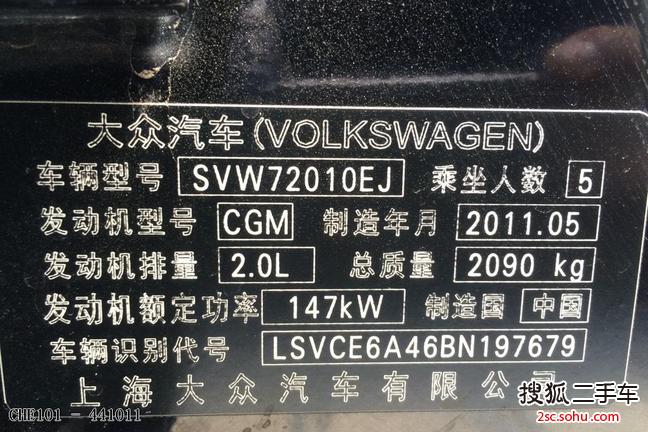 大众汽车(VOLKSWAGEN)
车辆型号 SVW72010EJ 乘坐人数 5
发动机型号 CGM 制造年月 2011.05
发动机排量 2.0L 总质量 2090 kg
发动机额定功率 147kW 制造国 中国
车辆识别代号 LSVCE6A46BN197679
上海大众汽车有限公司
CHE101 - 441011
搜狐二手车
2sc.sohu.com